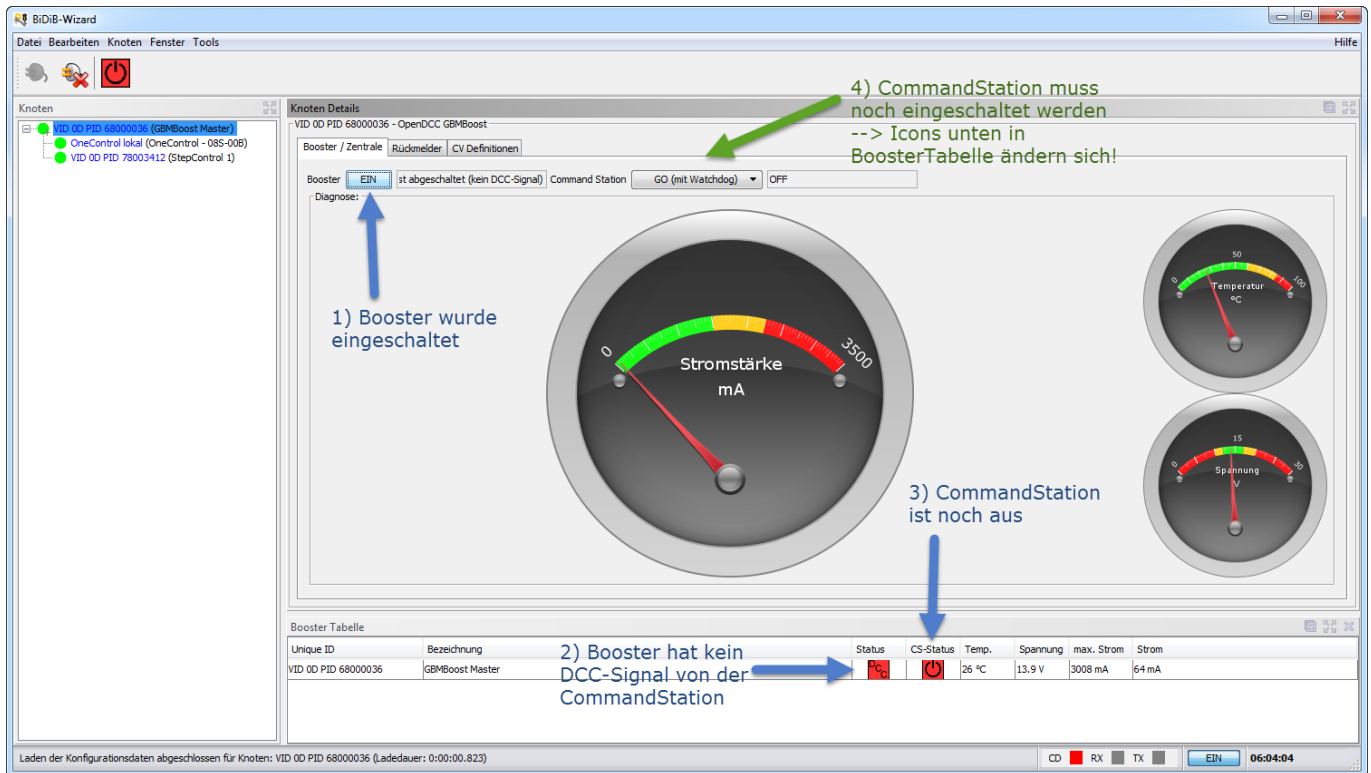 BiDiB-Wizard
Datei Bearbeiten Knoten Fenster Tools
Hilfe
4) CommandStation muss
noch eingeschaltet werden
--> Icons unten in
BoosterTabelle ändern sich!
Knoten
VID 0D PID 68000036 (GBMBoost Master)
OneControl lokal (OneControl - 08S-00B)
VID 0D PID 78003412 (StepControl 1)
Knoten Details
VID 0D PID 68000036 - OpenDCC GBMBoost
Booster / Zentrale Rückmelder CV Definitionen
Booster EIN st abgeschaltet (kein DCC-Signal) Command Station GO (mit Watchdog) OFF
Diagnose:
1) Booster wurde
eingeschaltet
0 3500
Stromstärke
mA
0 50 100
Temperatur
°C
0 15 30
Spannung
V
3) CommandStation
ist noch aus
Booster Tabelle
Unique ID Bezeichnung Status CS-Status Temp. Spannung max. Strom Strom
VID 0D PID 68000036 GBMBoost Master DCC 26 °C 13.9 V 3008 mA 64 mA
2) Booster hat kein
DCC-Signal von der
CommandStation
Laden der Konfigurationsdaten abgeschlossen für Knoten: VID 0D PID 68000036 (Ladedauer: 0:00:00.823)
CD RX TX EIN 06:04:04